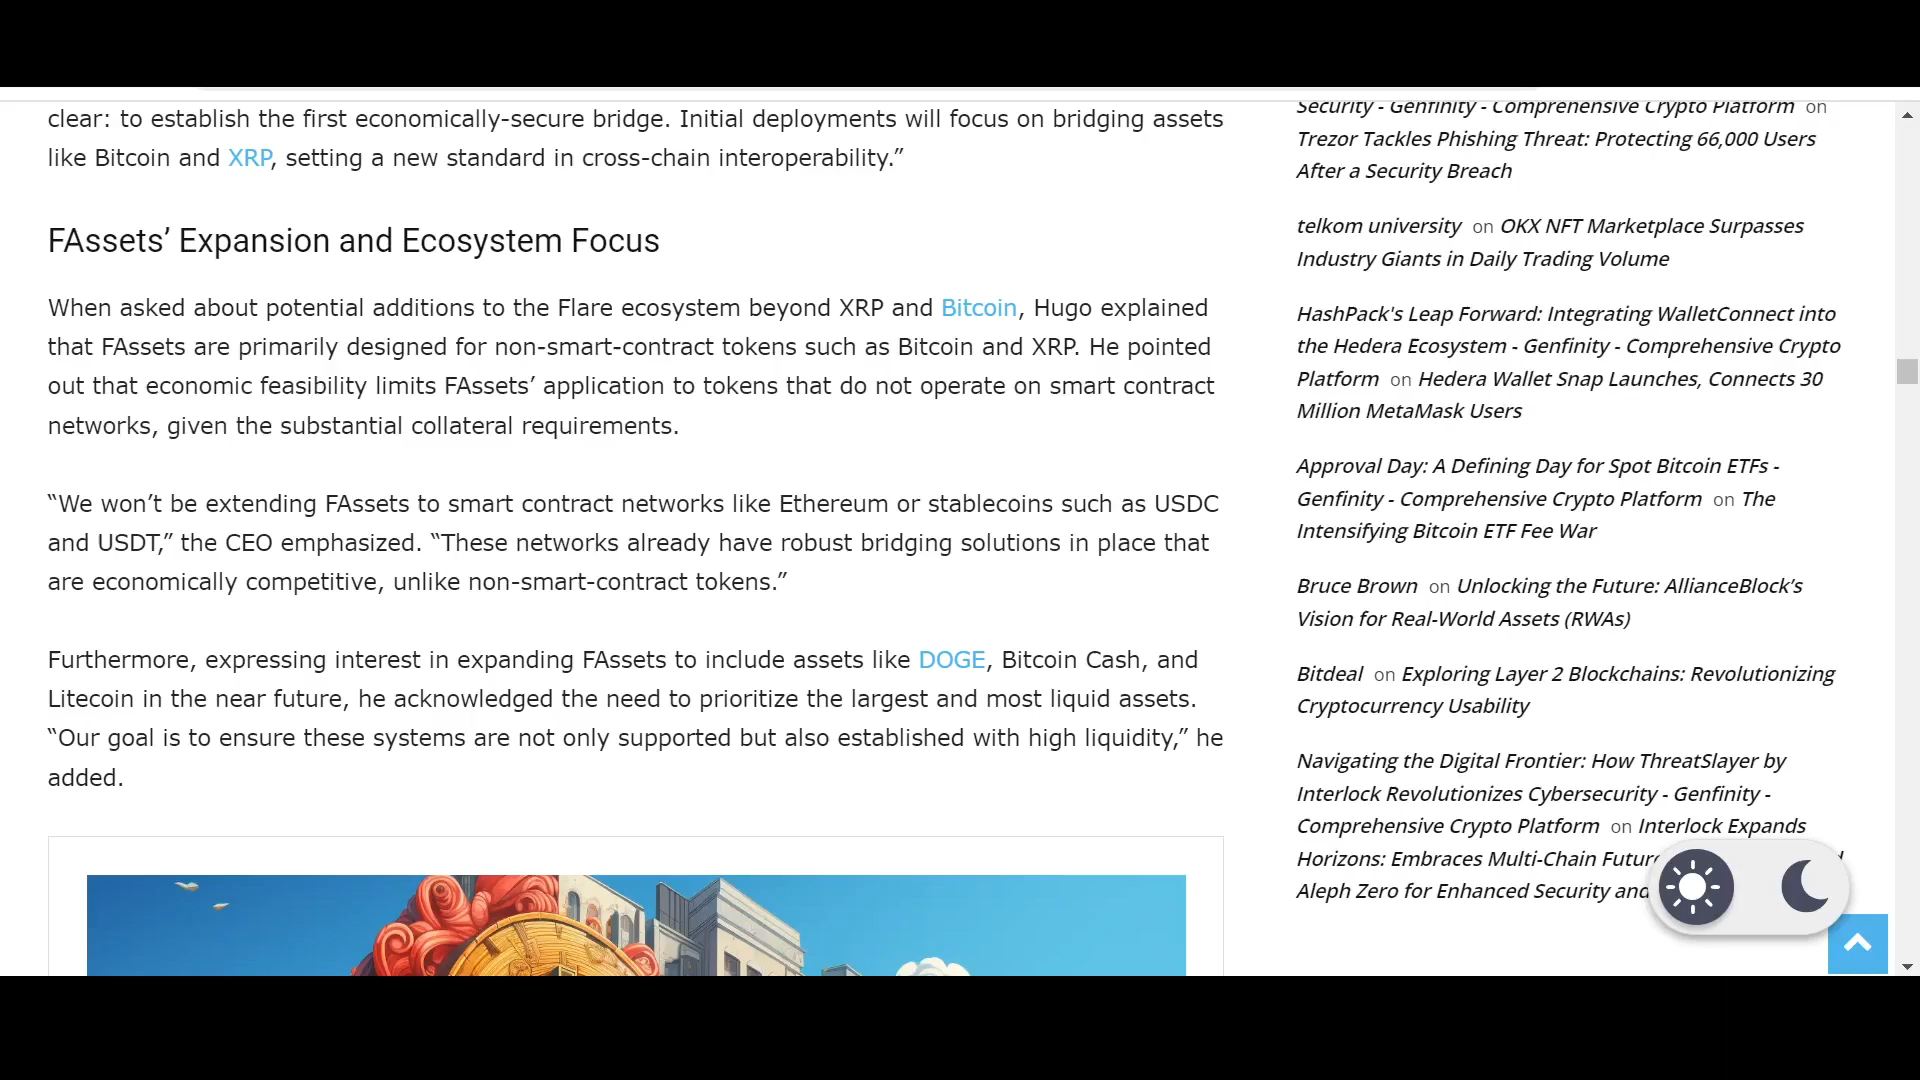 clear: to establish the first economically-secure bridge. Initial deployments will focus on bridging assets
like Bitcoin and XRP, setting a new standard in cross-chain interoperability.”
FAssets’ Expansion and Ecosystem Focus
When asked about potential additions to the Flare ecosystem beyond XRP and Bitcoin, Hugo explained
that FAssets are primarily designed for non-smart-contract tokens such as Bitcoin and XRP. He pointed
out that economic feasibility limits FAssets’ application to tokens that do not operate on smart contract
networks, given the substantial collateral requirements.
“We won’t be extending FAssets to smart contract networks like Ethereum or stablecoins such as USDC
and USDT,” the CEO emphasized. “These networks already have robust bridging solutions in place that
are economically competitive, unlike non-smart-contract tokens.”
Furthermore, expressing interest in expanding FAssets to include assets like DOGE, Bitcoin Cash, and
Litecoin in the near future, he acknowledged the need to prioritize the largest and most liquid assets.
“Our goal is to ensure these systems are not only supported but also established with high liquidity,” he
added.
Security - Genfinity - Comprehensive Crypto Platform on
Trezor Tackles Phishing Threat: Protecting 66,000 Users
After a Security Breach
telkom university on OKX NFT Marketplace Surpasses
Industry Giants in Daily Trading Volume
HashPack's Leap Forward: Integrating WalletConnect into
the Hedera Ecosystem - Genfinity - Comprehensive Crypto
Platform on Hedera Wallet Snap Launches, Connects 30
Million MetaMask Users
Approval Day: A Defining Day for Spot Bitcoin ETFs -
Genfinity - Comprehensive Crypto Platform on The
Intensifying Bitcoin ETF Fee War
Bruce Brown on Unlocking the Future: AllianceBlock’s
Vision for Real-World Assets (RWAs)
Bitdeal on Exploring Layer 2 Blockchains: Revolutionizing
Cryptocurrency Usability
Navigating the Digital Frontier: How ThreatSlayer by
Interlock Revolutionizes Cybersecurity - Genfinity -
Comprehensive Crypto Platform on Interlock Expands
Horizons: Embraces Multi-Chain Future
Aleph Zero for Enhanced Security and